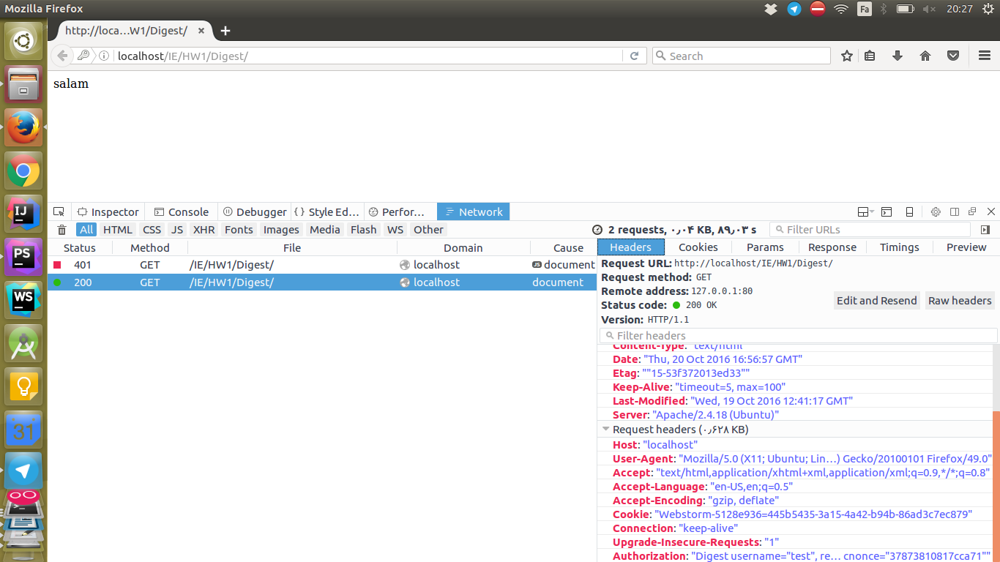 Mozilla Firefox
Fa
20:27
http://loca...W1/Digest/
localhost/IE/HW1/Digest/
Search
salam
Inspector
Console
Debugger
Style Ed...
Perfor...
Network
All
HTML
CSS
JS
XHR
Fonts
Images
Media
Flash
WS
Other
2 requests, ۰٫۰۴ KB, ۸۹٫۰۳ s
Filter URLs
Status
Method
File
Domain
Cause
401 GET /IE/HW1/Digest/ localhost JS document
200 GET /IE/HW1/Digest/ localhost document
Headers
Cookies
Params
Response
Timings
Preview
Request URL: http://localhost/IE/HW1/Digest/
Request method: GET
Remote address: 127.0.0.1:80
Status code: 200 OK
Edit and Resend
Raw headers
Version: HTTP/1.1
Filter headers
Content-Type: "text/html"
Date: "Thu, 20 Oct 2016 16:56:57 GMT"
Etag: ""15-53f372013ed33""
Keep-Alive: "timeout=5, max=100"
Last-Modified: "Wed, 19 Oct 2016 12:41:17 GMT"
Server: "Apache/2.4.18 (Ubuntu)"
Request headers (۰٫۶۲۸ KB)
Host: "localhost"
User-Agent: "Mozilla/5.0 (X11; Ubuntu; Lin...) Gecko/20100101 Firefox/49.0"
Accept: "text/html,application/xhtml+xml,application/xml;q=0.9,*/*;q=0.8"
Accept-Language: "en-US,en;q=0.5"
Accept-Encoding: "gzip, deflate"
Cookie: "Webstorm-5128e936=445b5435-3a15-4a42-b94b-86ad3c7ec879"
Connection: "keep-alive"
Upgrade-Insecure-Requests: "1"
Authorization: "Digest username="test", re... cnonce="37873810817cca71""
IJ
PS
WS
31